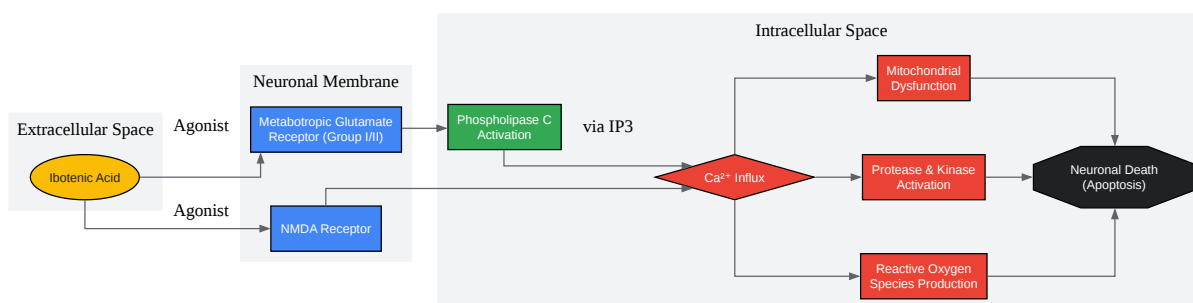 Intracellular Space
Neuronal Membrane
Extracellular Space
Agonist
Agonist
Ibotenic Acid
Metabotropic Glutamate
Receptor (Group I/II)
NMDA Receptor
Phospholipase C
Activation
via IP3
Ca²⁺ Influx
Mitochondrial
Dysfunction
Protease & Kinase
Activation
Reactive Oxygen
Species Production
Neuronal Death
(Apoptosis)